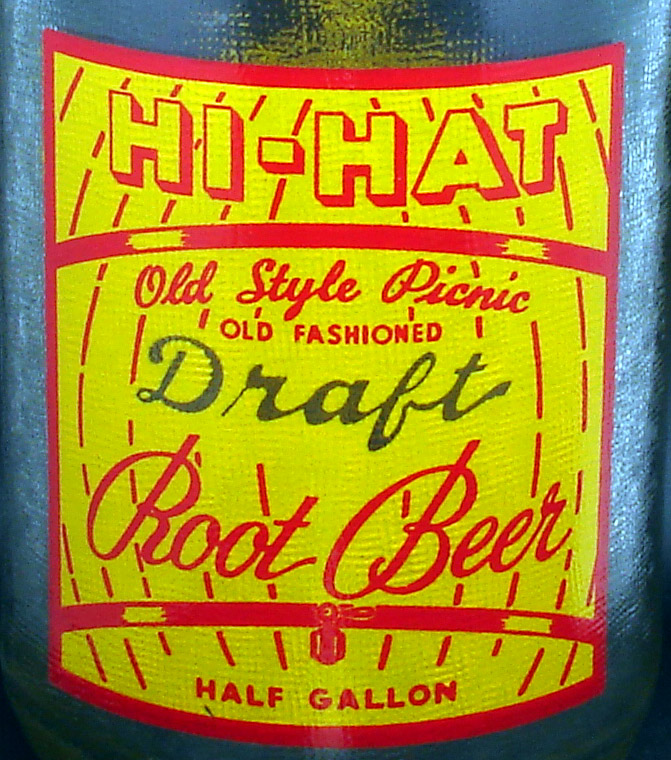 HI-HAT
Old Style Picnic
OLD FASHIONED
Draft
Root Beer
HALF GALLON